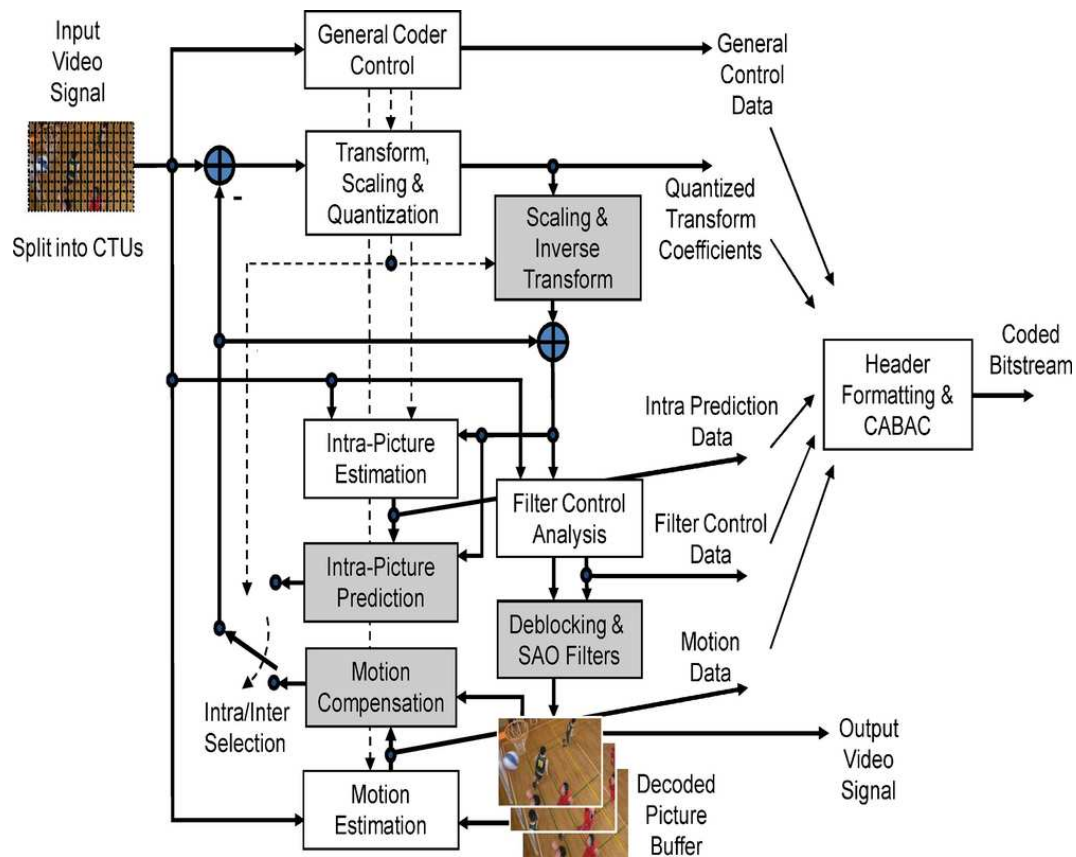 Input
Video
Signal
Split into CTUs
General Coder
Control
General
Control
Data
Transform,
Scaling &
Quantization
-
Quantized
Transform
Coefficients
Scaling &
Inverse
Transform
Header
Formatting &
CABAC
Coded
Bitstream
Intra-Picture
Estimation
Intra Prediction
Data
Filter Control
Analysis
Filter Control
Data
Intra-Picture
Prediction
Deblocking &
SAO Filters
Motion
Compensation
Motion
Data
Intra/Inter
Selection
Motion
Estimation
Decoded
Picture
Buffer
Output
Video
Signal